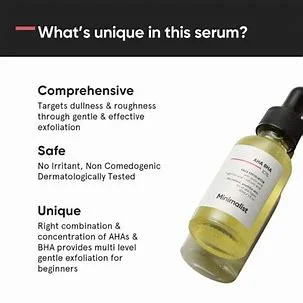 What's unique in this serum?
Comprehensive
Targets dullness & roughness
through gentle & effective
exfoliation
Safe
No Irritant, Non Comedogenic
Dermatologically Tested
Unique
Right combination &
concentration of AHAs &
BHA provides multi level
gentle exfoliation for
beginners
AHA BHA
10%
Minimalist